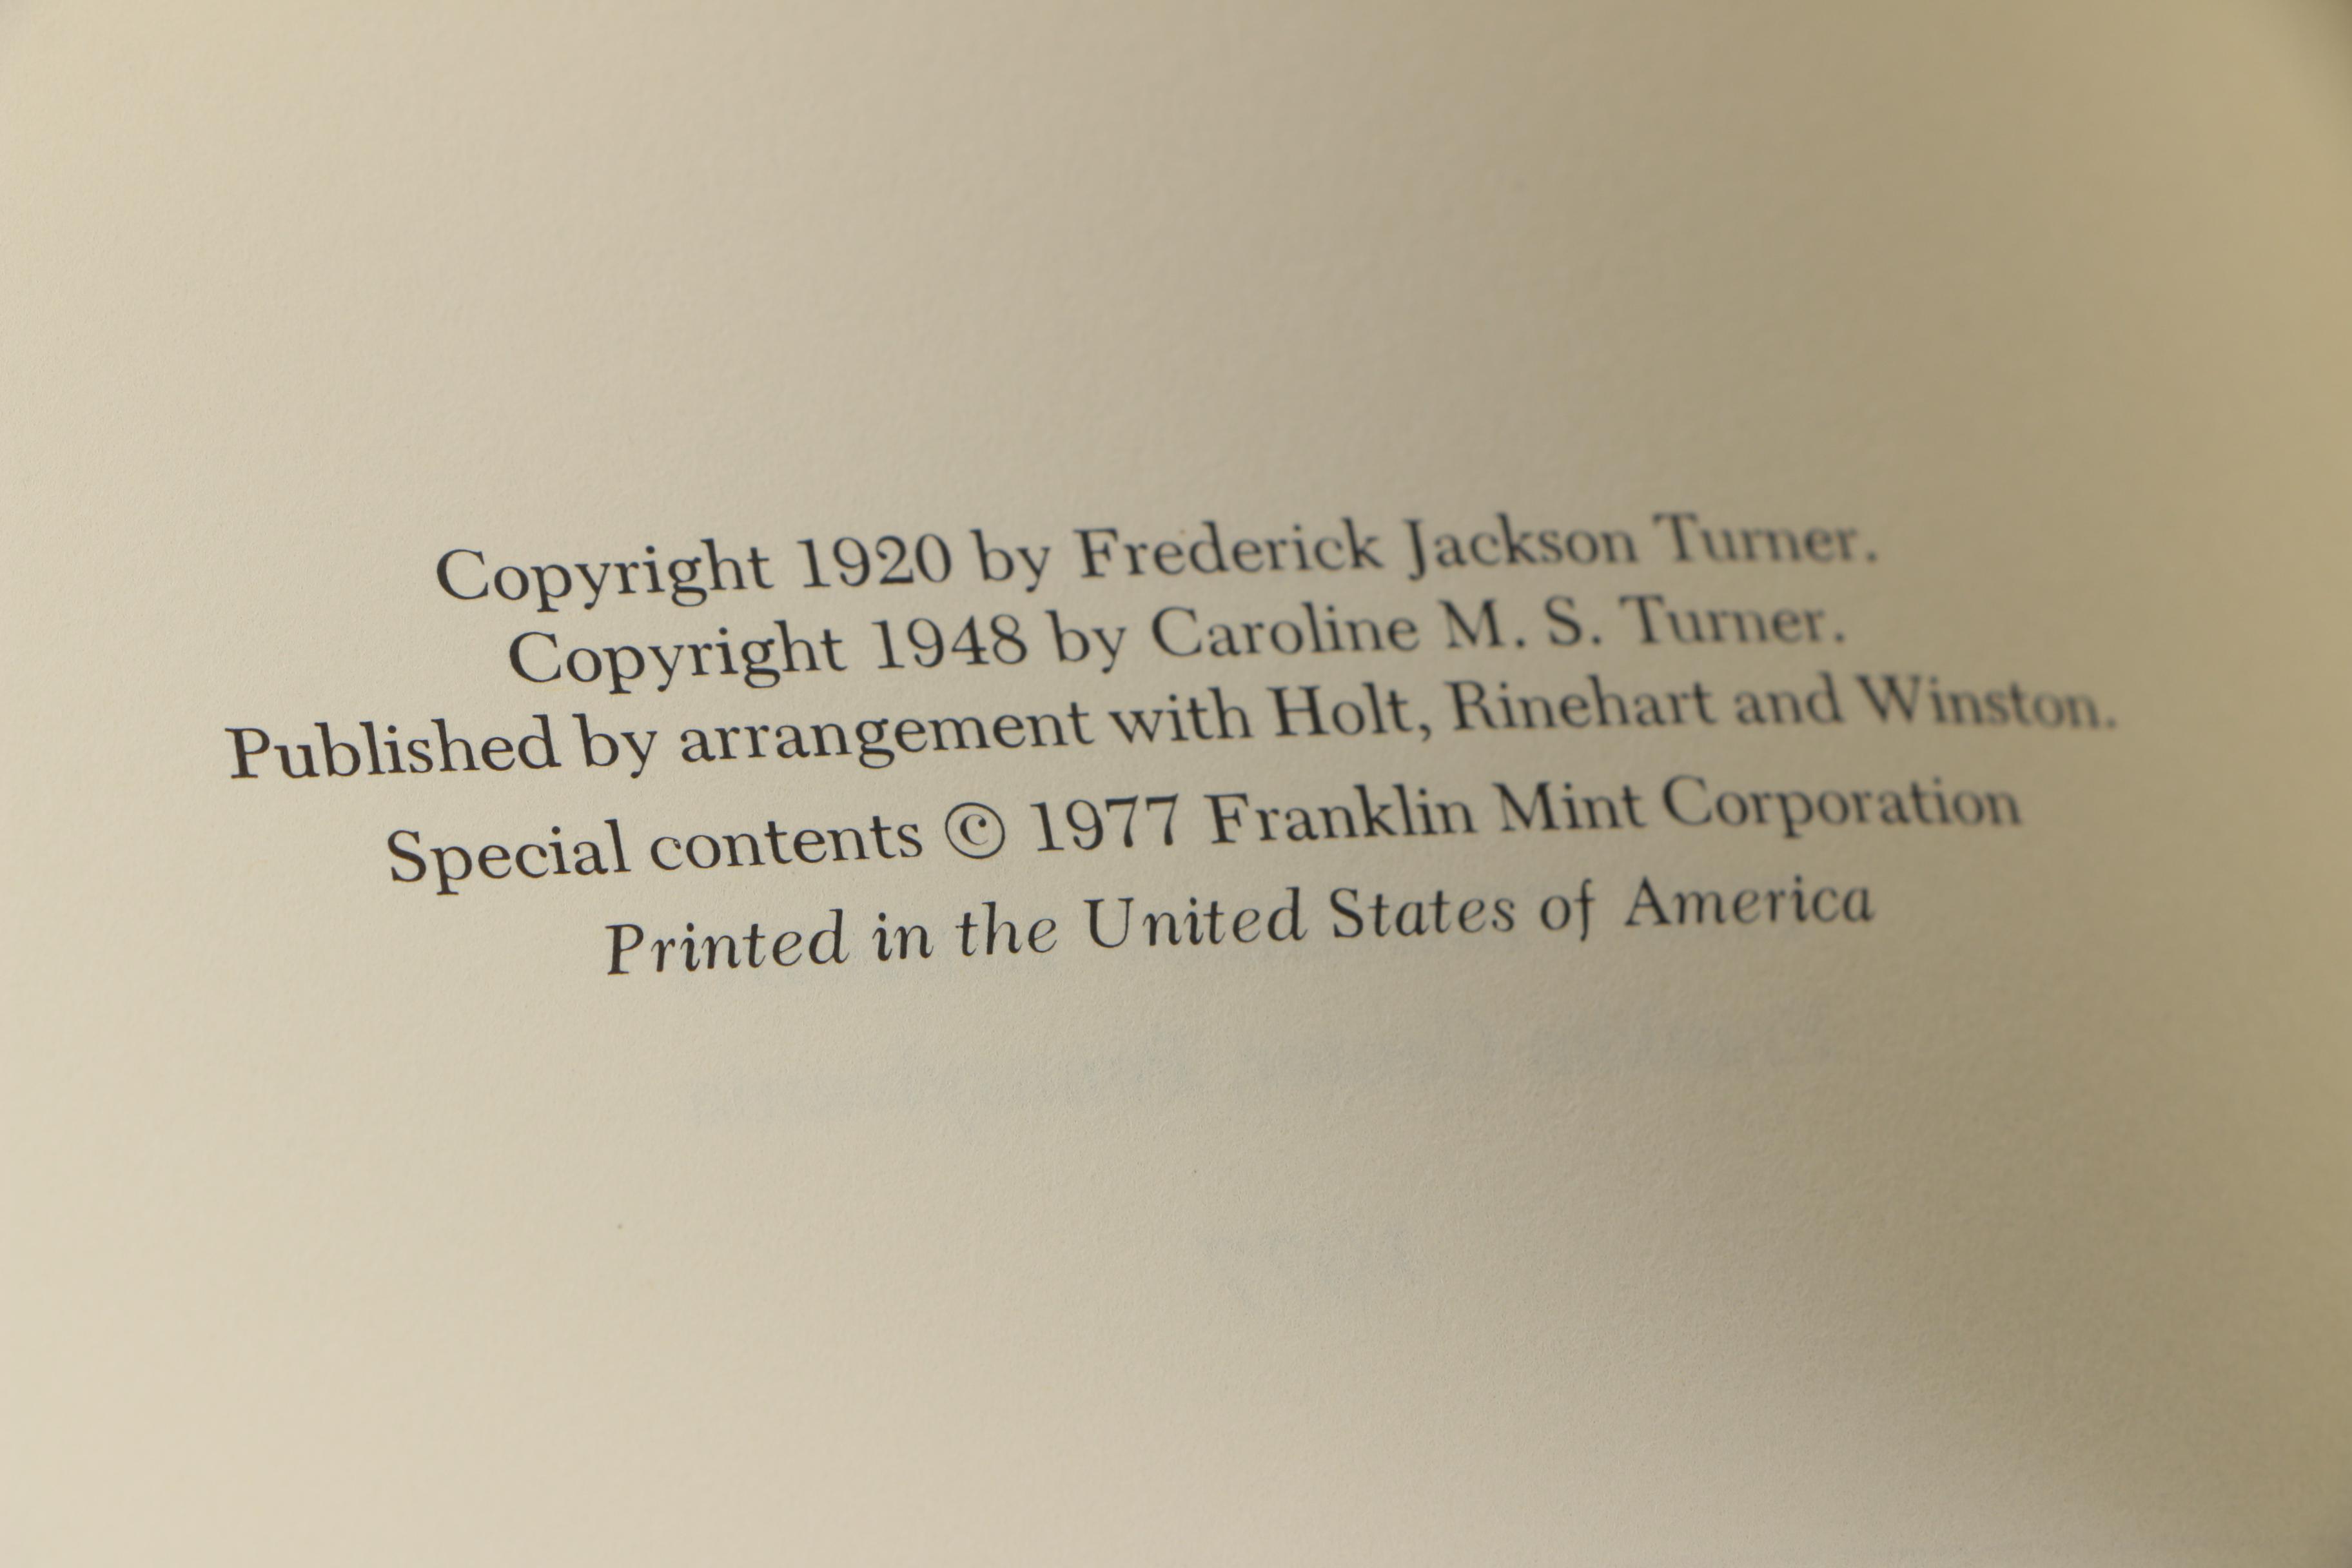 Copyright 1920 by Frederick Jackson Turner.
Copyright 1948 by Caroline M. S. Turner.
Published by arrangement with Holt, Rinehart and Winston.
Special contents © 1977 Franklin Mint Corporation
Printed in the United States of America